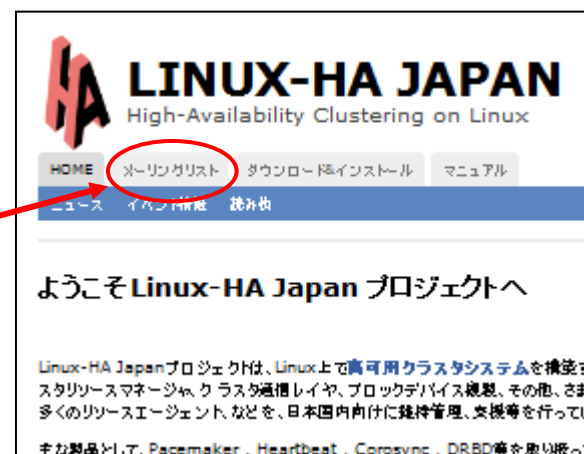 HA
LINUX-HA JAPAN
High-Availability Clustering on Linux
HOME メーリングリスト ダウンロード&インストール マニュアル
ニュース イベント情報 読み物
ようこそLinux-HA Japan プロジェクトへ
Linux-HA Japanプロジェクトは、Linux上で高可用クラスタシステムを構築す
スタリソースマネージャ、クラスタ通信レイヤ、ブロックデバイス複製、その他、さま
多くのリソースエージェント、などを、日本国内向けに維持管理、支援等を行ってい
主な製品として、Pacemaker , Heartbeat , Corosync , DRBD等を取り扱っ